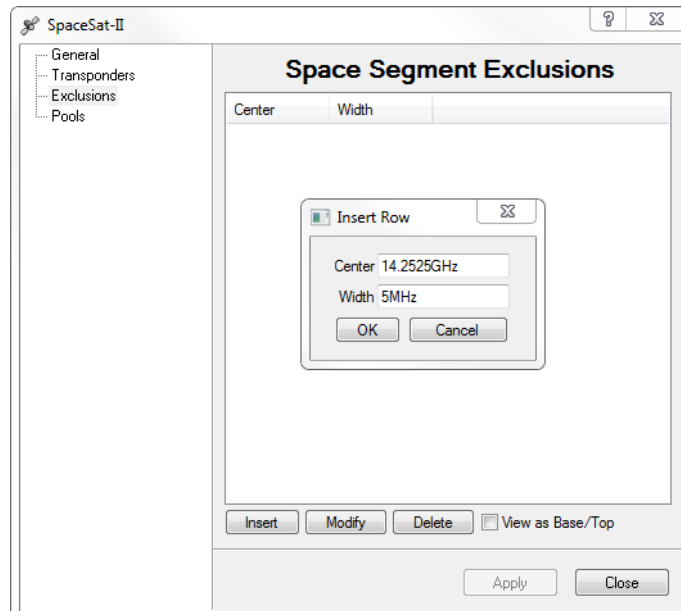 SpaceSat-II
General
Transponders
Exclusions
Pools
Space Segment Exclusions
Center Width
Insert Row
Center 14.2525GHz
Width 5MHz
OK Cancel
Insert Modify Delete View as Base/Top
Apply Close